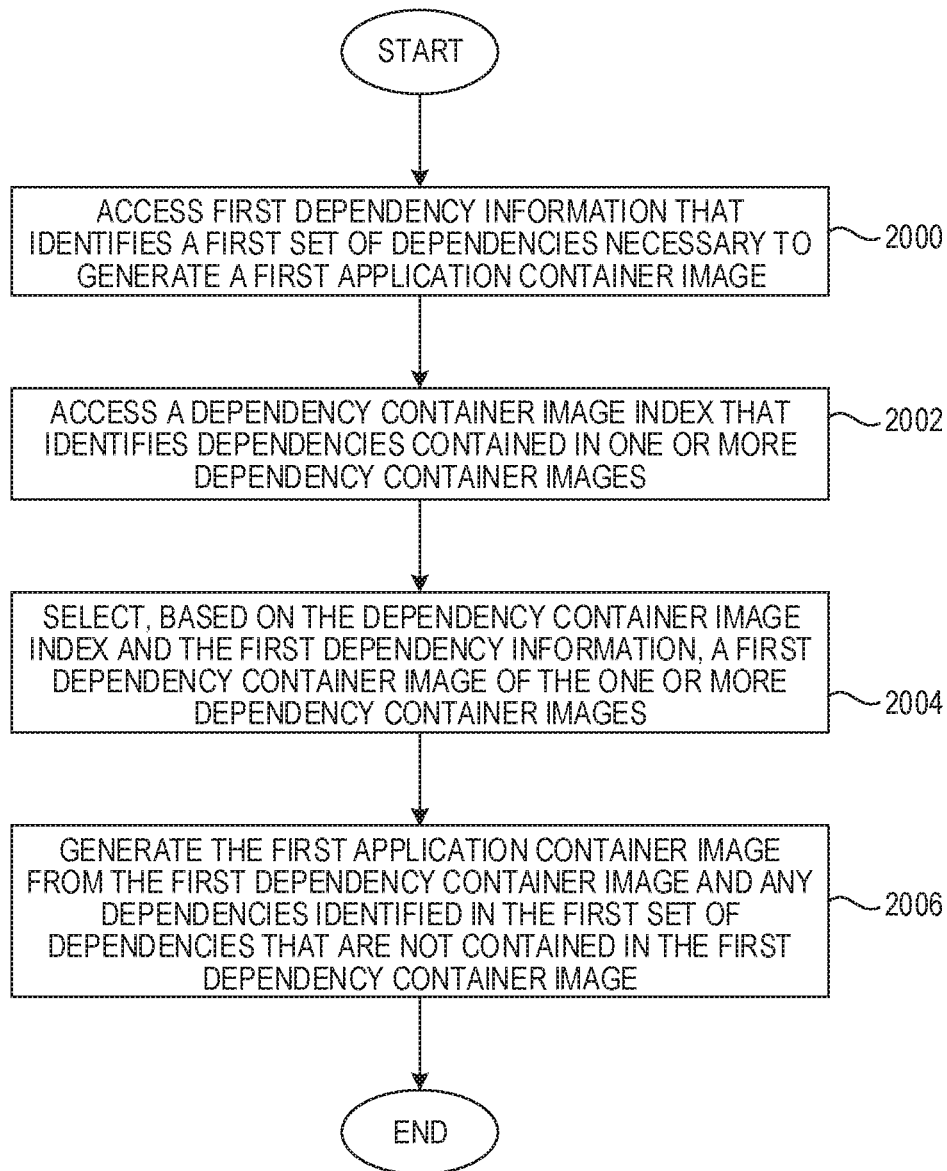 START
ACCESS FIRST DEPENDENCY INFORMATION THAT
IDENTIFIES A FIRST SET OF DEPENDENCIES NECESSARY TO
GENERATE A FIRST APPLICATION CONTAINER IMAGE
2000
ACCESS A DEPENDENCY CONTAINER IMAGE INDEX THAT
IDENTIFIES DEPENDENCIES CONTAINED IN ONE OR MORE
DEPENDENCY CONTAINER IMAGES
2002
SELECT, BASED ON THE DEPENDENCY CONTAINER IMAGE
INDEX AND THE FIRST DEPENDENCY INFORMATION, A FIRST
DEPENDENCY CONTAINER IMAGE OF THE ONE OR MORE
DEPENDENCY CONTAINER IMAGES
2004
GENERATE THE FIRST APPLICATION CONTAINER IMAGE
FROM THE FIRST DEPENDENCY CONTAINER IMAGE AND ANY
DEPENDENCIES IDENTIFIED IN THE FIRST SET OF
DEPENDENCIES THAT ARE NOT CONTAINED IN THE FIRST
DEPENDENCY CONTAINER IMAGE
2006
END